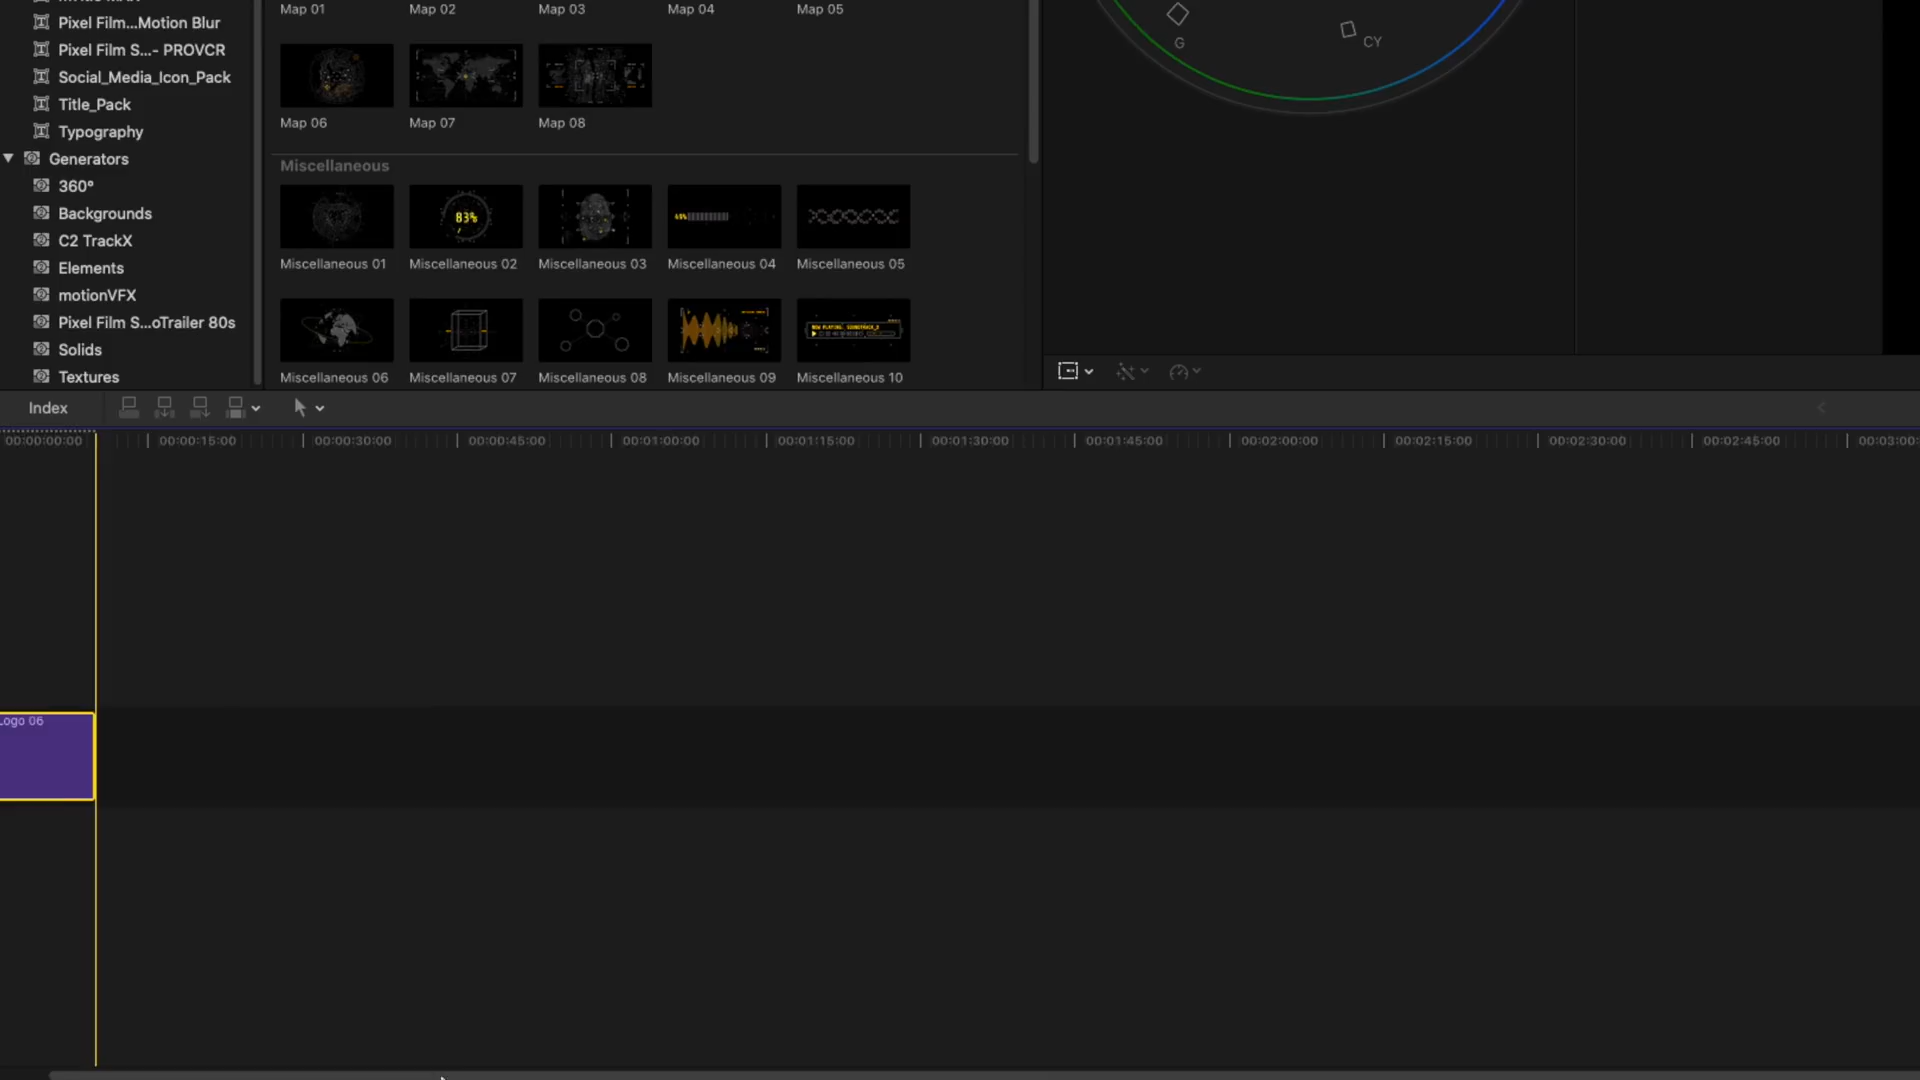 Map 01
Map 02
Map 03
Map 04
Map 05
Pixel Film...Motion Blur
Pixel Film S...- PROVCR
Social_Media_Icon_Pack
Title_Pack
Typography
Generators
360°
Backgrounds
C2 TrackX
Elements
motionVFX
Pixel Film S...oTrailer 80s
Solids
Textures
Map 06
Map 07
Map 08
Miscellaneous
83%
Miscellaneous 01
Miscellaneous 02
Miscellaneous 03
Miscellaneous 04
Miscellaneous 05
Miscellaneous 06
Miscellaneous 07
Miscellaneous 08
Miscellaneous 09
Miscellaneous 10
G
CY
Index
00:00:00:00
00:00:15:00
00:00:30:00
00:00:45:00
00:01:00:00
00:01:15:00
00:01:30:00
00:01:45:00
00:02:00:00
00:02:15:00
00:02:30:00
00:02:45:00
00:03:00:
Logo 06